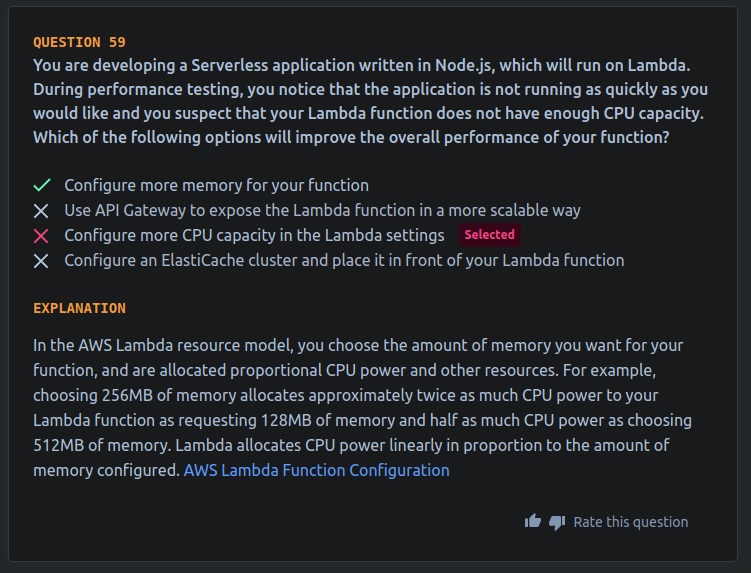 QUESTION 59
You are developing a Serverless application written in Node.js, which will run on Lambda.
During performance testing, you notice that the application is not running as quickly as you
would like and you suspect that your Lambda function does not have enough CPU capacity.
Which of the following options will improve the overall performance of your function?
Configure more memory for your function
Use API Gateway to expose the Lambda function in a more scalable way
Configure more CPU capacity in the Lambda settings Selected
Configure an ElastiCache cluster and place it in front of your Lambda function
EXPLANATION
In the AWS Lambda resource model, you choose the amount of memory you want for your
function, and are allocated proportional CPU power and other resources. For example,
choosing 256MB of memory allocates approximately twice as much CPU power to your
Lambda function as requesting 128MB of memory and half as much CPU power as choosing
512MB of memory. Lambda allocates CPU power linearly in proportion to the amount of
memory configured. AWS Lambda Function Configuration
Rate this question